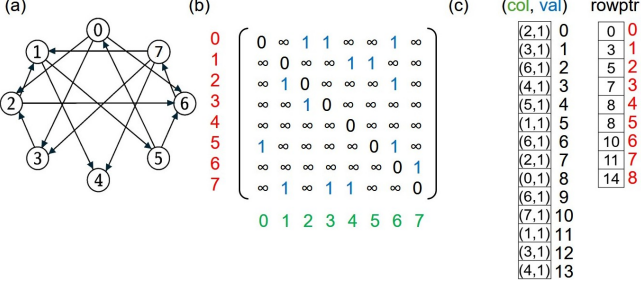 (a)
0
1
7
2
6
3
5
4
(b)
0 0 ∞ 1 1 ∞ ∞ 1 ∞
1 ∞ 0 ∞ ∞ 1 1 ∞ ∞
2 ∞ 1 0 ∞ ∞ ∞ 1 ∞
3 ∞ ∞ 1 0 ∞ ∞ ∞ ∞
4 ∞ ∞ ∞ ∞ 0 ∞ ∞ ∞
5 1 ∞ ∞ ∞ ∞ 0 1 ∞
6 ∞ ∞ ∞ ∞ ∞ ∞ 0 1
7 ∞ 1 ∞ 1 1 ∞ ∞ 0
0 1 2 3 4 5 6 7
(c)
(col, val) rowptr
(2,1) 0 0 0
(3,1) 1 3 1
(6,1) 2 5 2
(4,1) 3 7 3
(5,1) 4 8 4
(1,1) 5 8 5
(6,1) 6 10 6
(2,1) 7 11 7
(0,1) 8 14 8
(6,1) 9
(7,1) 10
(1,1) 11
(3,1) 12
(4,1) 13